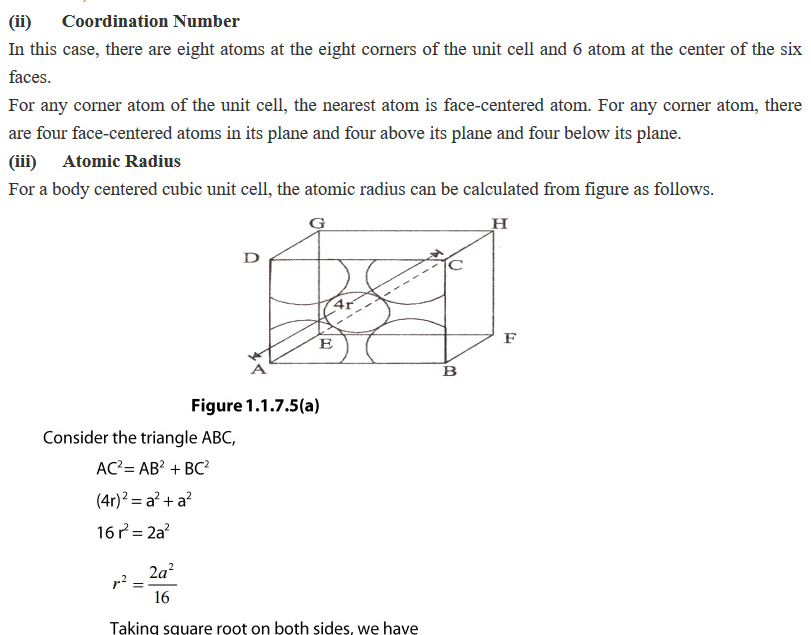 (ii) Coordination Number
In this case, there are eight atoms at the eight corners of the unit cell and 6 atom at the center of the six
faces.
For any corner atom of the unit cell, the nearest atom is face-centered atom. For any corner atom, there
are four face-centered atoms in its plane and four above its plane and four below its plane.
(iii) Atomic Radius
For a body centered cubic unit cell, the atomic radius can be calculated from figure as follows.
G H
D C
4r
E F
A B
Figure 1.1.7.5(a)
Consider the triangle ABC,
AC² = AB² + BC²
(4r)² = a² + a²
16 r² = 2a²
r² = 2a²/16
Taking square root on both sides, we have